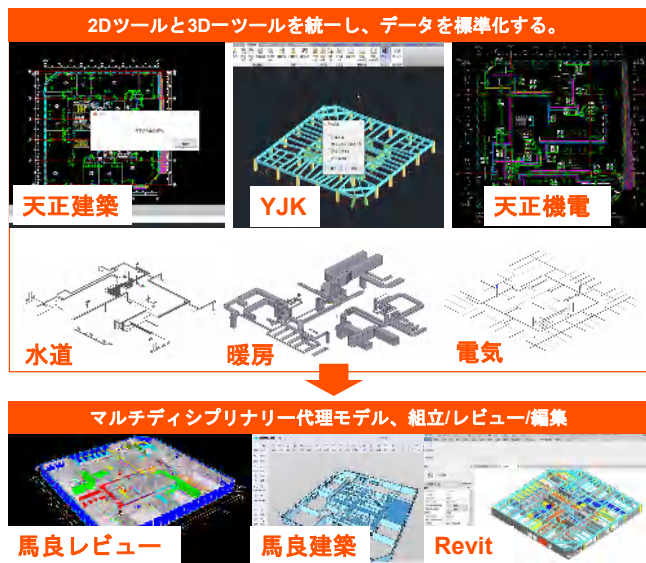 2Dツールと3Dーツールを統一し、データを標準化する。
天正建築
YJK
天正機電
水道
暖房
電気
マルチディシプリナリー代理モデル、組立/レビュー/編集
馬良レビュー
馬良建築
Revit